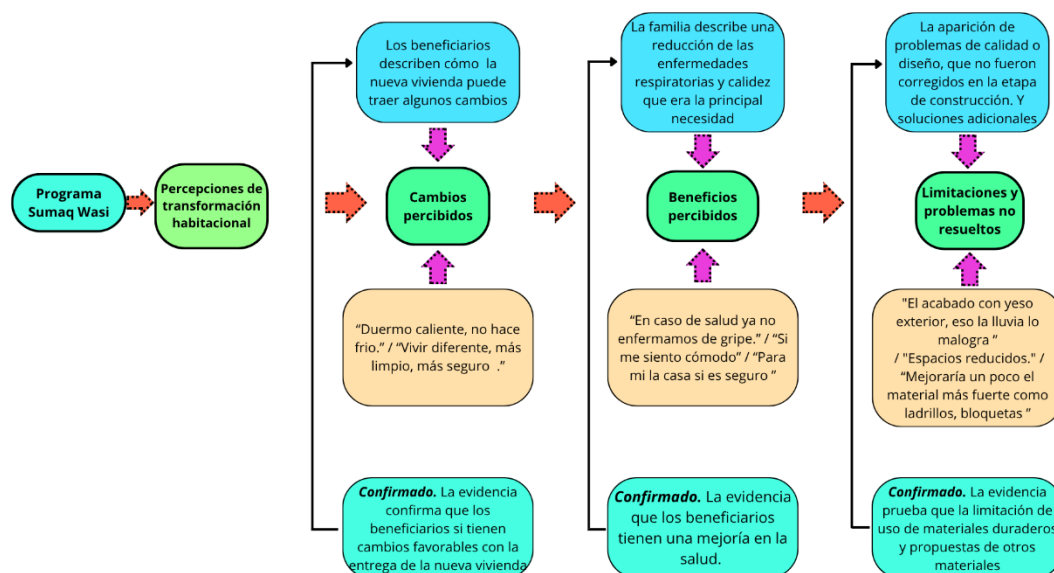 Programa
Sumaq Wasi
Percepciones de
transformación
habitacional
Los beneficiarios
describen cómo la
nueva vivienda puede
traer algunos cambios
Cambios
percibidos
“Duermo caliente, no hace
frio.” / “Vivir diferente, más
limpio, más seguro .”
Confirmado. La evidencia
confirma que los
beneficiarios si tienen
cambios favorables con la
entrega de la nueva vivienda
La familia describe una
reducción de las
enfermedades
respiratorias y calidez
que era la principal
necesidad
Beneficios
percibidos
“En caso de salud ya no
enfermamos de gripe.” / “Si
me siento cómodo” / “Para
mi la casa si es seguro ”
Confirmado. La evidencia
que los beneficiarios
tienen una mejoría en la
salud.
La aparición de
problemas de calidad o
diseño, que no fueron
corregidos en la etapa
de construcción. Y
soluciones adicionales
Limitaciones y
problemas no
resueltos
"El acabado con yeso
exterior, eso la lluvia lo
malogra “
/ "Espacios reducidos." /
“Mejoraría un poco el
material más fuerte como
ladrillos, bloquetas ”
Confirmado. La evidencia
prueba que la limitación de
uso de materiales duraderos
y propuestas de otros
materiales